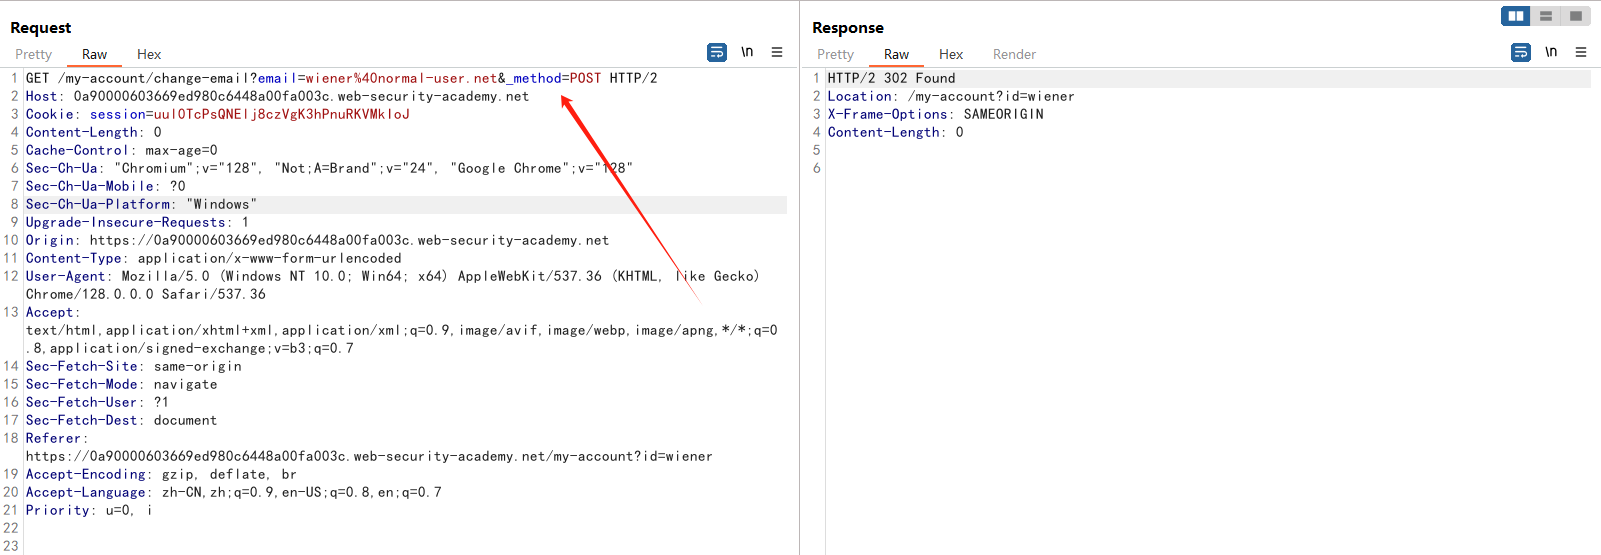 Request
Pretty Raw Hex
\n
1 GET /my-account/change-email?email=wiener%40normal-user.net&_method=POST HTTP/2
2 Host: 0a90000603669ed980c6448a00fa003c.web-security-academy.net
3 Cookie: session=uul0TcPsQNElj8czVgK3hPnuRKVMkloJ
4 Content-Length: 0
5 Cache-Control: max-age=0
6 Sec-Ch-Ua: "Chromium";v="128", "Not;A=Brand";v="24", "Google Chrome";v="128"
7 Sec-Ch-Ua-Mobile: ?0
8 Sec-Ch-Ua-Platform: "Windows"
9 Upgrade-Insecure-Requests: 1
10 Origin: https://0a90000603669ed980c6448a00fa003c.web-security-academy.net
11 Content-Type: application/x-www-form-urlencoded
12 User-Agent: Mozilla/5.0 (Windows NT 10.0; Win64; x64) AppleWebKit/537.36 (KHTML, like Gecko)
Chrome/128.0.0.0 Safari/537.36
13 Accept:
text/html,application/xhtml+xml,application/xml;q=0.9,image/avif,image/webp,image/apng,*/*;q=0
.8,application/signed-exchange;v=b3;q=0.7
14 Sec-Fetch-Site: same-origin
15 Sec-Fetch-Mode: navigate
16 Sec-Fetch-User: ?1
17 Sec-Fetch-Dest: document
18 Referer:
https://0a90000603669ed980c6448a00fa003c.web-security-academy.net/my-account?id=wiener
19 Accept-Encoding: gzip, deflate, br
20 Accept-Language: zh-CN,zh;q=0.9,en-US;q=0.8,en;q=0.7
21 Priority: u=0, i
22
23
Response
Pretty Raw Hex Render
\n
1 HTTP/2 302 Found
2 Location: /my-account?id=wiener
3 X-Frame-Options: SAMEORIGIN
4 Content-Length: 0
5
6